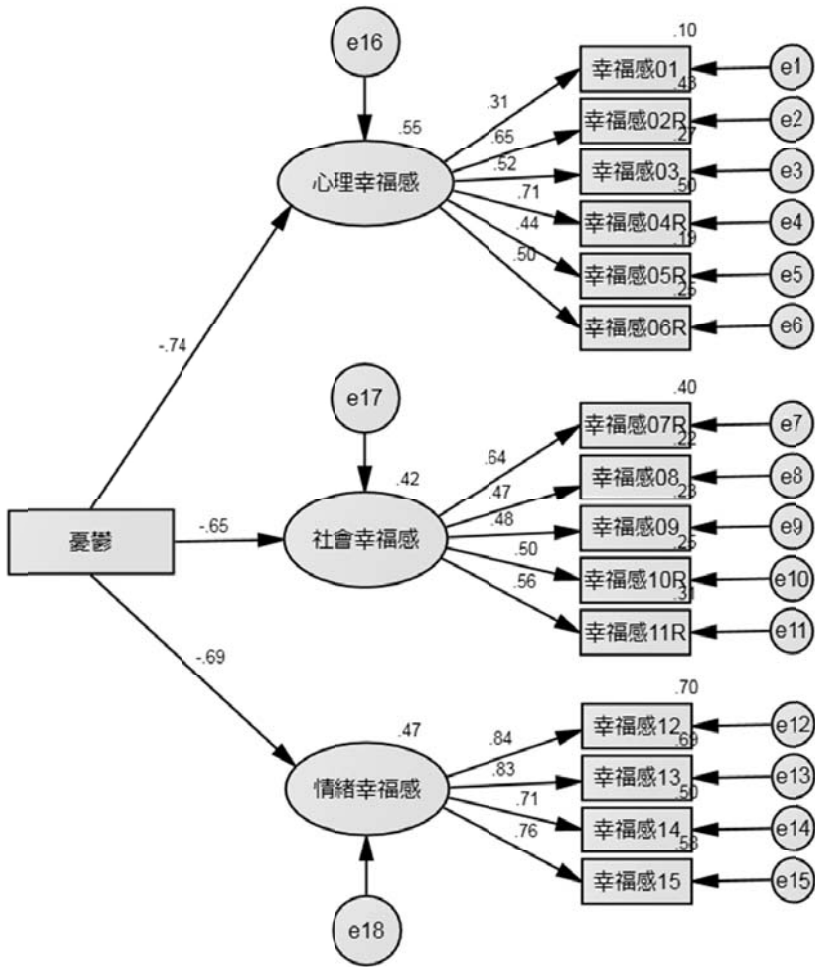 e16
.10
幸福感01
e1
.31
.43
.55
幸福感02R
e2
.65
.27
心理幸福感
.52
幸福感03
e3
.50
.71
幸福感04R
e4
.44
.19
幸福感05R
e5
.50
.25
幸福感06R
e6
-.74
e17
.40
幸福感07R
e7
.64
.22
.42
幸福感08
e8
.47
.23
憂鬱
-.65
社會幸福感
.48
幸福感09
e9
.25
.50
幸福感10R
e10
.56
.31
幸福感11R
e11
-.69
.70
.47
.84
幸福感12
e12
.69
情緒幸福感
.83
幸福感13
e13
.50
.71
幸福感14
e14
.76
.58
幸福感15
e15
e18